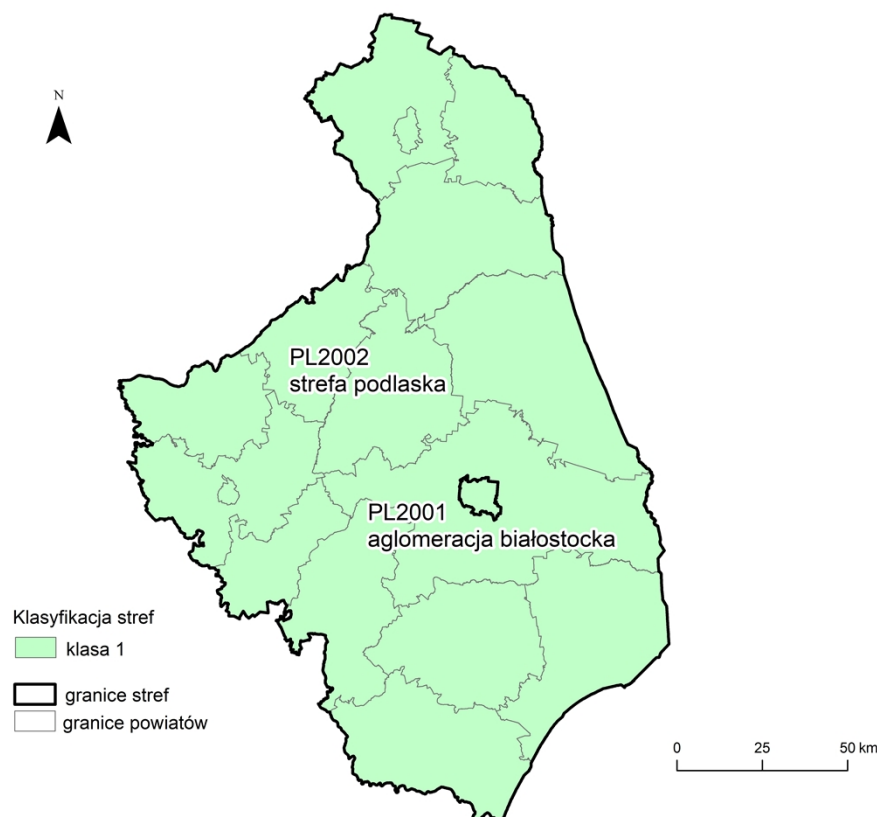 N
PL2002
strefa podlaska
PL2001
aglomeracja białostocka
Klasyfikacja stref
klasa 1
granice stref
granice powiatów
0 25 50 km